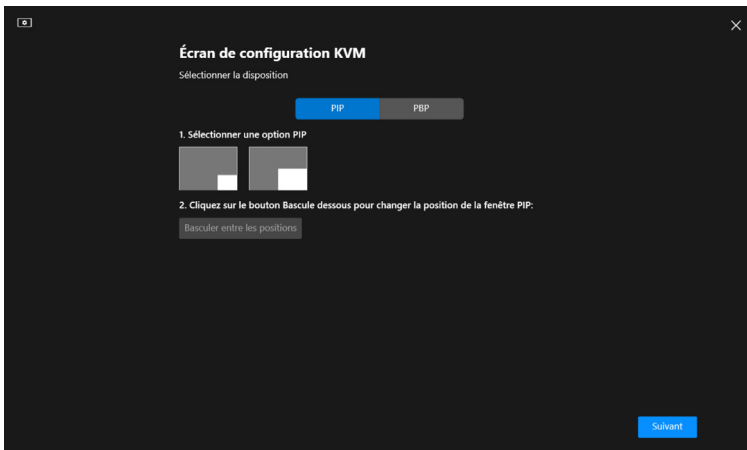 Écran de configuration KVM
Sélectionner la disposition
PIP PBP
1. Sélectionner une option PIP
2. Cliquez sur le bouton Bascule dessous pour changer la position de la fenêtre PIP:
Basculer entre les positions
Suivant